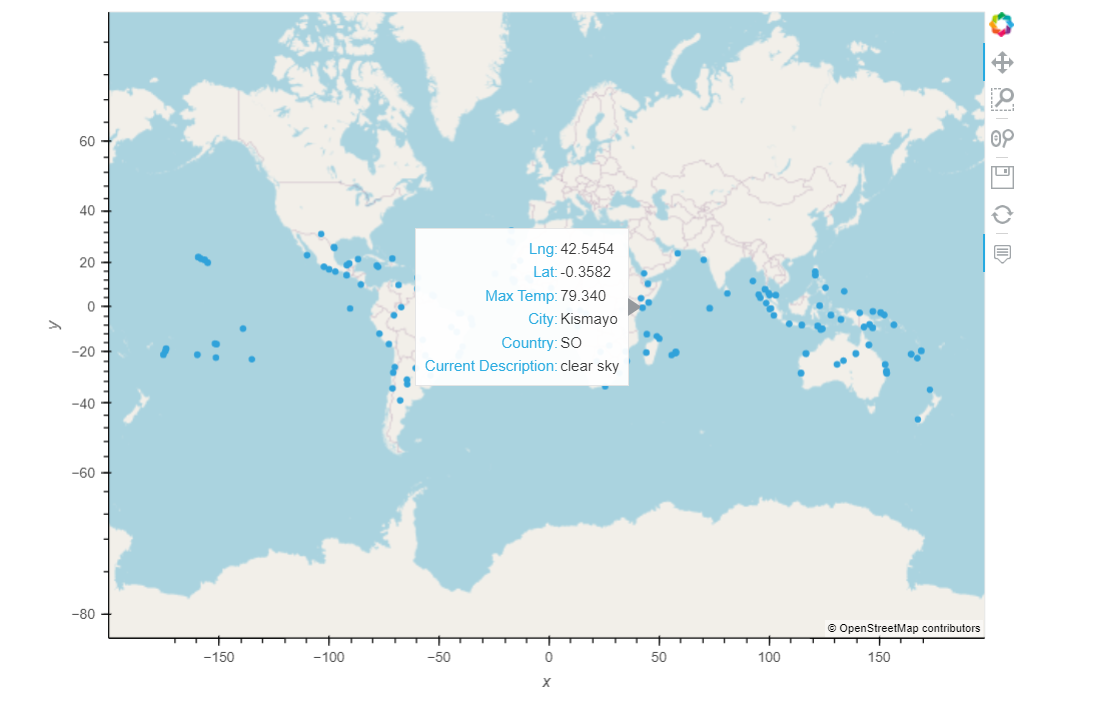 Lng: 42.5454
Lat: -0.3582
Max Temp: 79.340
City: Kismayo
Country: SO
Current Description: clear sky
60
40
20
0
−20
−40
−60
−80
y
© OpenStreetMap contributors
−150
−100
−50
0
50
100
150
x